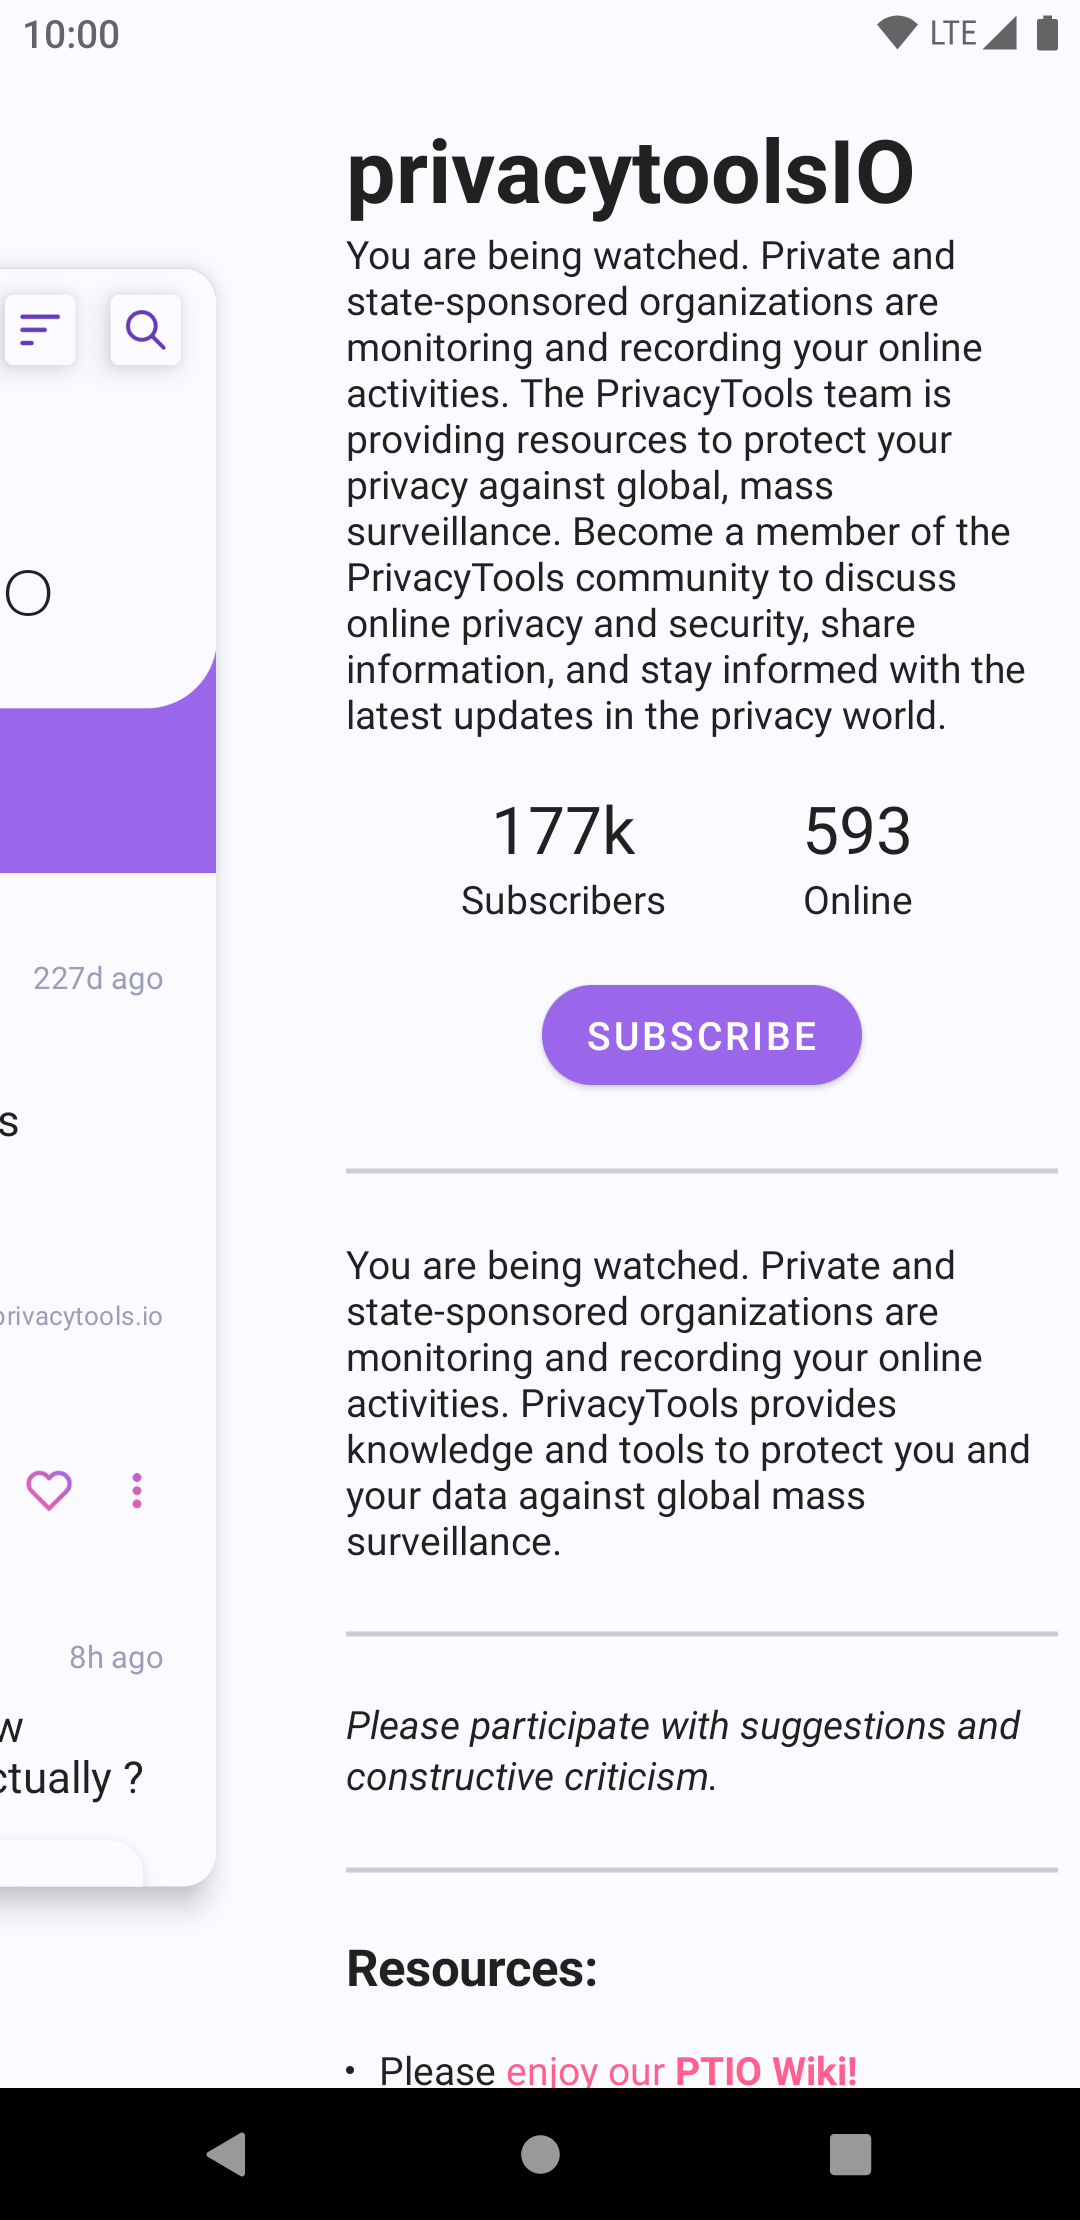 10:00
LTE
privacytoolsIO
You are being watched. Private and
state-sponsored organizations are
monitoring and recording your online
activities. The PrivacyTools team is
providing resources to protect your
privacy against global, mass
surveillance. Become a member of the
PrivacyTools community to discuss
online privacy and security, share
information, and stay informed with the
latest updates in the privacy world.
177k
Subscribers
593
Online
SUBSCRIBE
You are being watched. Private and
state-sponsored organizations are
monitoring and recording your online
activities. PrivacyTools provides
knowledge and tools to protect you and
your data against global mass
surveillance.
Please participate with suggestions and
constructive criticism.
Resources:
• Please enjoy our PTIO Wiki!
O
227d ago
s
privacytools.io
8h ago
w
ctually ?